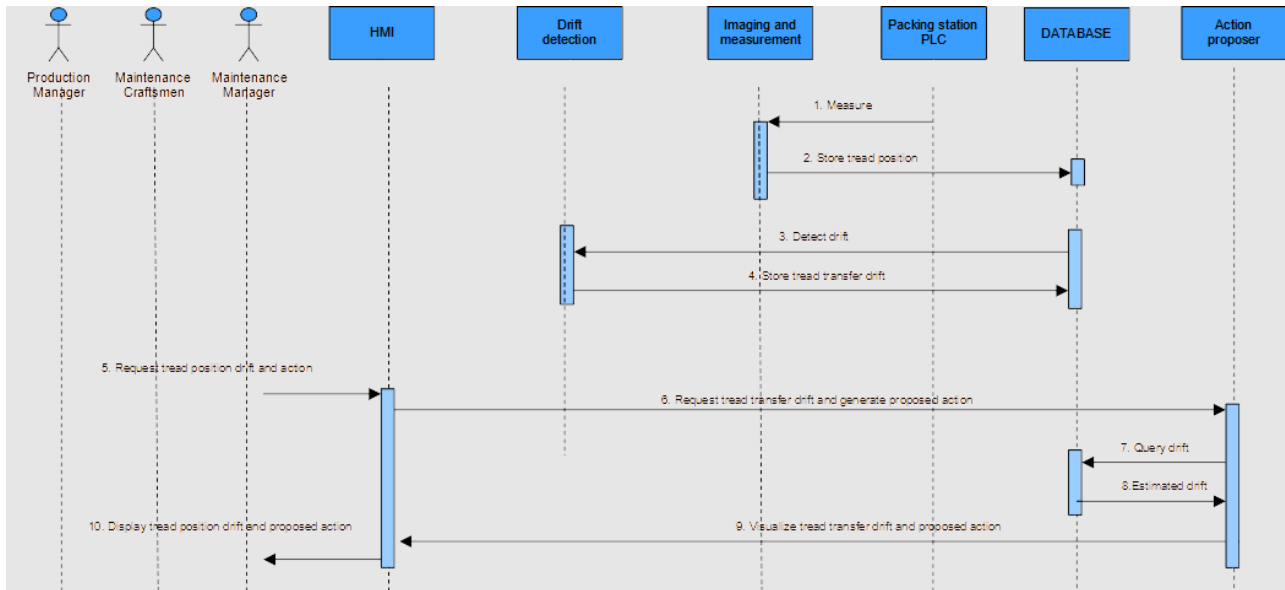 HMI
Drift
detection
Imaging and
measurement
Packing station
PLC
DATABASE
Action
proposer
Production
Manager
Maintenance
Craftsmen
Maintenance
Manager
1. Measure
2. Store tread position
3. Detect drift
4. Store tread transfer drift
5. Request tread position drift and action
6. Request tread transfer drift and generate proposed action
7. Query drift
8.Estimated drift
9. Visualize tread transfer drift and proposed action
10. Display tread position drift and proposed action